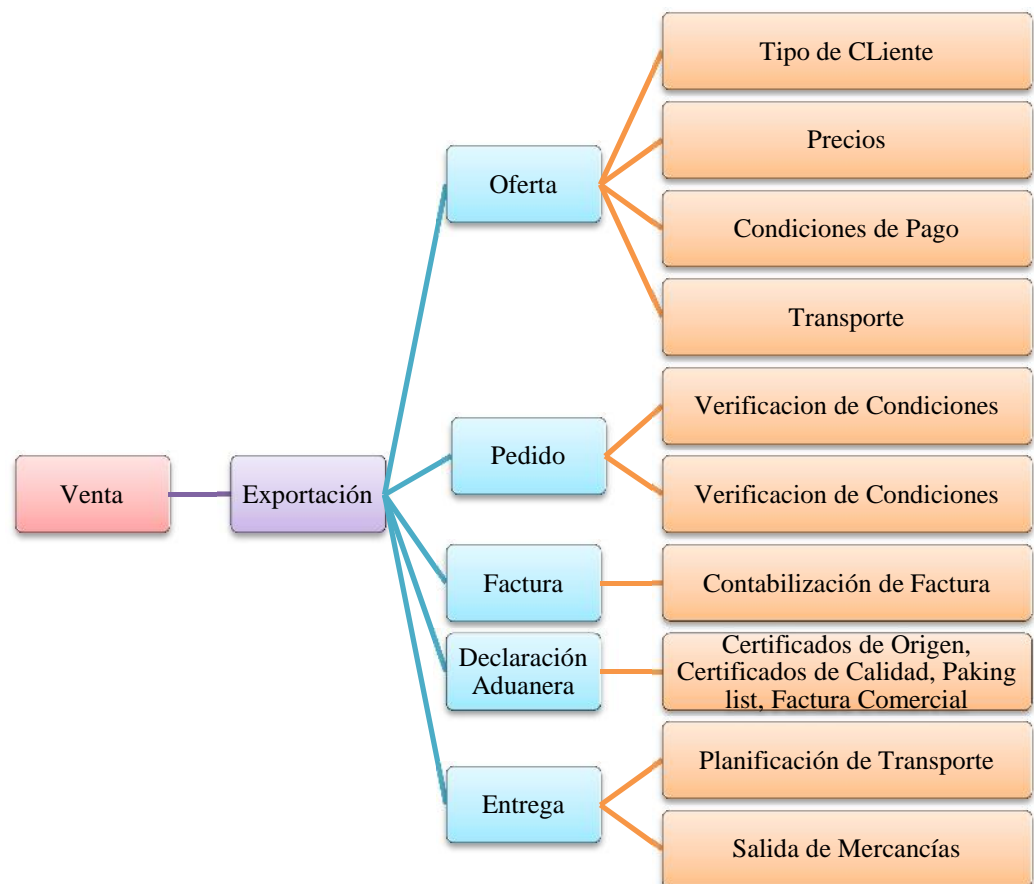 Venta
Exportación
Oferta
Tipo de CLiente
Precios
Condiciones de Pago
Transporte
Pedido
Verificacion de Condiciones
Verificacion de Condiciones
Factura
Contabilización de Factura
Declaración
Aduanera
Certificados de Origen,
Certificados de Calidad, Paking
list, Factura Comercial
Entrega
Planificación de Transporte
Salida de Mercancías